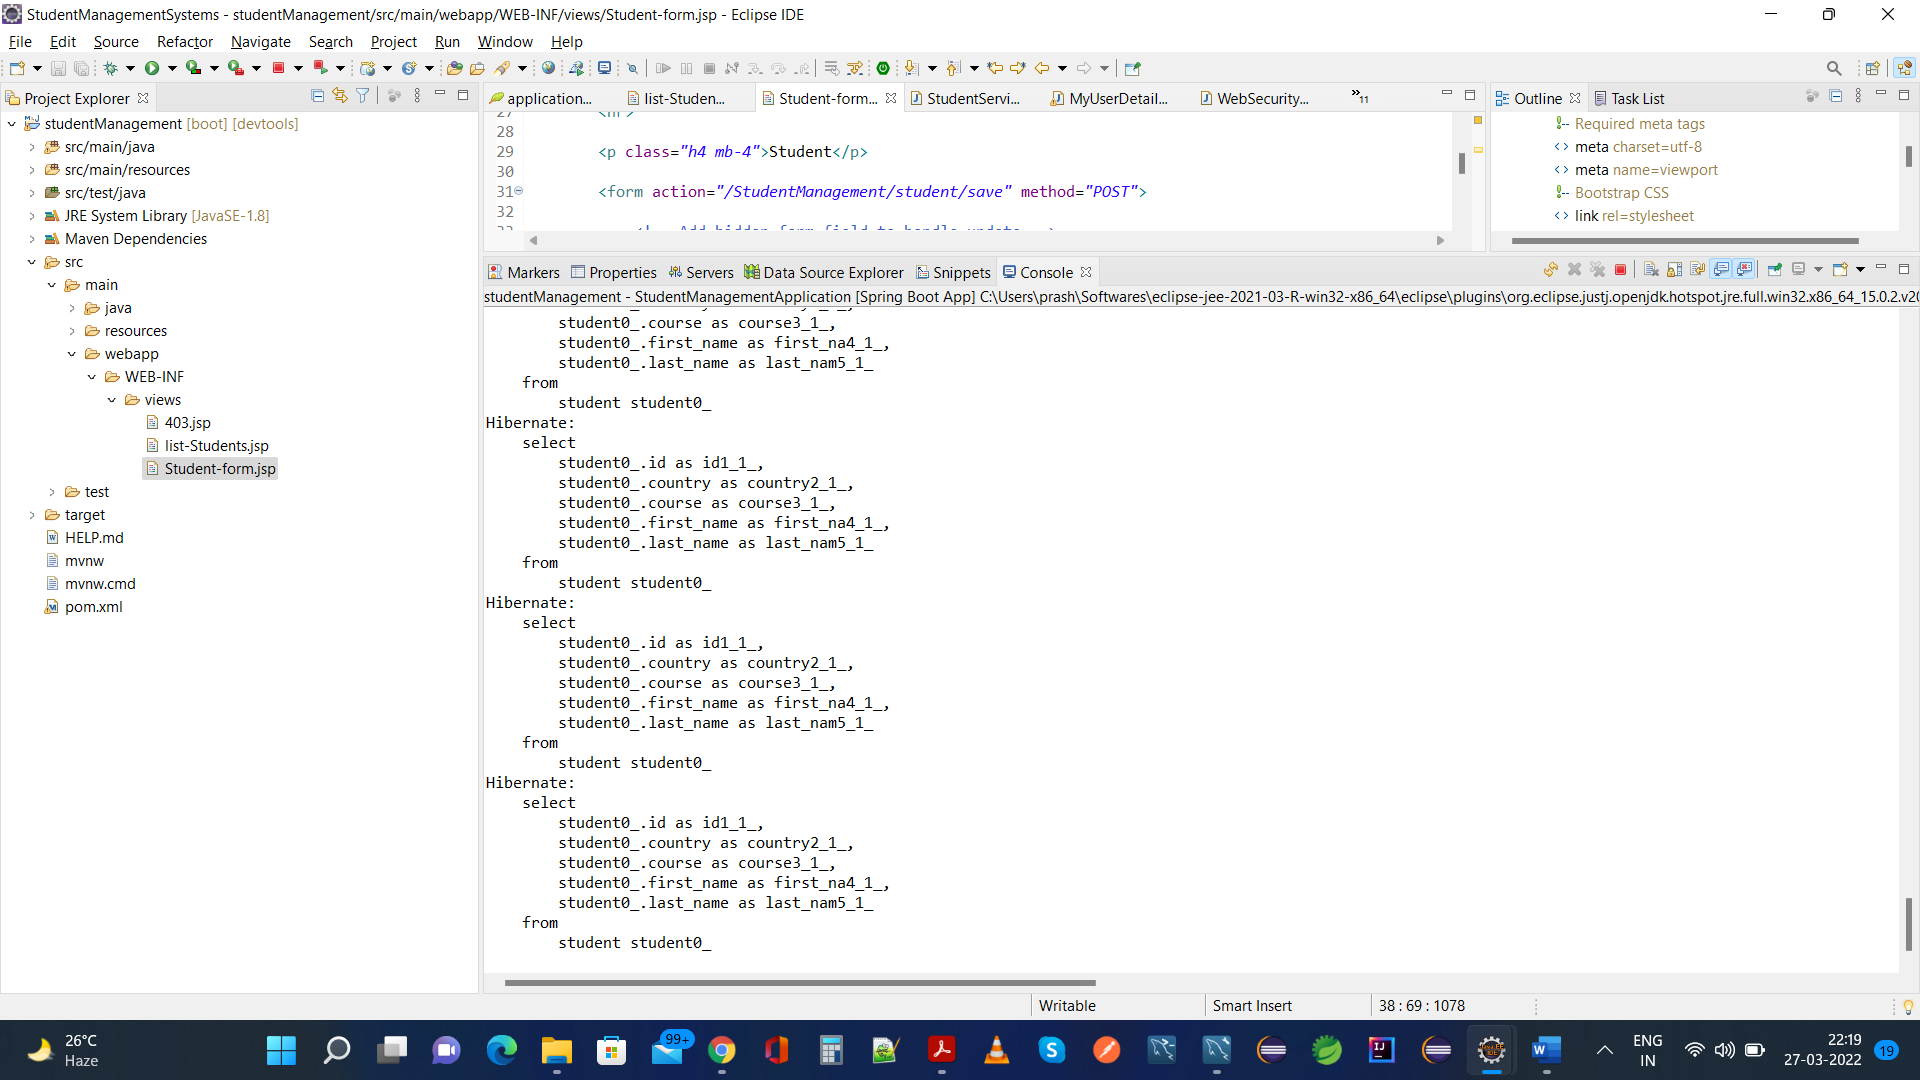 StudentManagementSystems - studentManagement/src/main/webapp/WEB-INF/views/Student-form.jsp - Eclipse IDE
File Edit Source Refactor Navigate Search Project Run Window Help
Project Explorer
studentManagement [boot] [devtools]
src/main/java
src/main/resources
src/test/java
JRE System Library [JavaSE-1.8]
Maven Dependencies
src
main
java
resources
webapp
WEB-INF
views
403.jsp
list-Students.jsp
Student-form.jsp
test
target
HELP.md
mvnw
mvnw.cmd
pom.xml
application... list-Studen... Student-form... StudentServi... MyUserDetail... WebSecurity... »11
28
29 <p class="h4 mb-4">Student</p>
30
31 <form action="/StudentManagement/student/save" method="POST">
32
Outline Task List
Required meta tags
meta charset=utf-8
meta name=viewport
Bootstrap CSS
link rel=stylesheet
Markers Properties Servers Data Source Explorer Snippets Console
studentManagement - StudentManagementApplication [Spring Boot App] C:\Users\prash\Softwares\eclipse-jee-2021-03-R-win32-x86_64\eclipse\plugins\org.eclipse.justj.openjdk.hotspot.jre.full.win32.x86_64_15.0.2.v20
student0_.course as course3_1_,
student0_.first_name as first_na4_1_,
student0_.last_name as last_nam5_1_
from
student student0_
Hibernate:
select
student0_.id as id1_1_,
student0_.country as country2_1_,
student0_.course as course3_1_,
student0_.first_name as first_na4_1_,
student0_.last_name as last_nam5_1_
from
student student0_
Hibernate:
select
student0_.id as id1_1_,
student0_.country as country2_1_,
student0_.course as course3_1_,
student0_.first_name as first_na4_1_,
student0_.last_name as last_nam5_1_
from
student student0_
Hibernate:
select
student0_.id as id1_1_,
student0_.country as country2_1_,
student0_.course as course3_1_,
student0_.first_name as first_na4_1_,
student0_.last_name as last_nam5_1_
from
student student0_
Writable Smart Insert 38 : 69 : 1078
26°C
Haze
99+
ENG
IN
22:19
27-03-2022
19